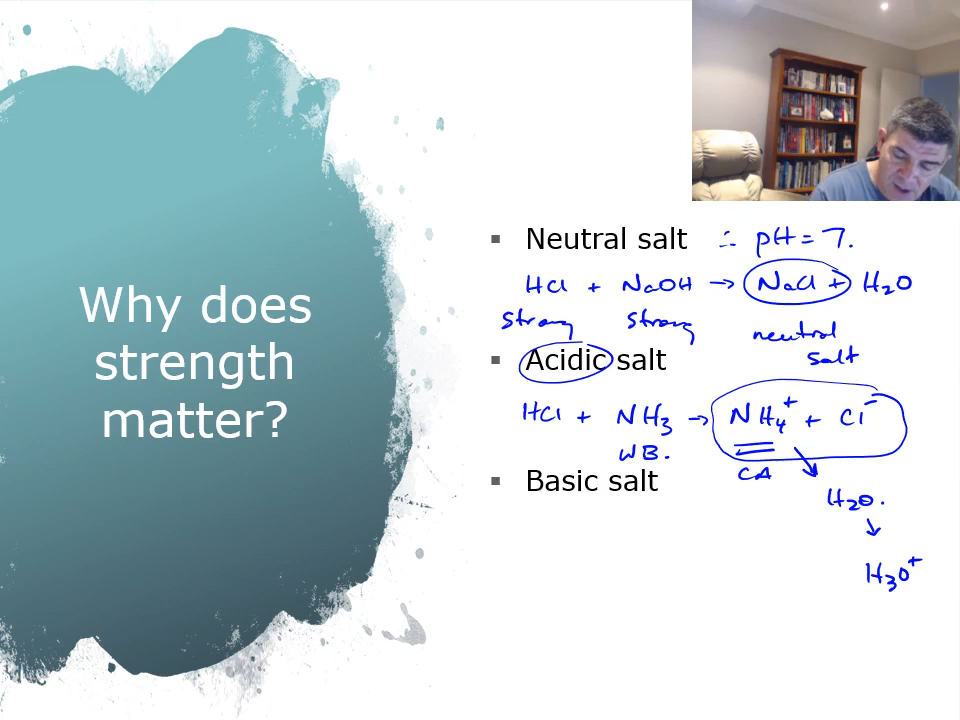 Why does
strength
matter?
▪ Neutral salt ∴ pH = 7.
HCl + NaOH → NaCl + H₂O
strong strong neutral
salt
▪ Acidic salt
HCl + NH₃ → NH₄⁺ + Cl⁻
WB. CA
▪ Basic salt
H₂O.
↓
H₃O⁺